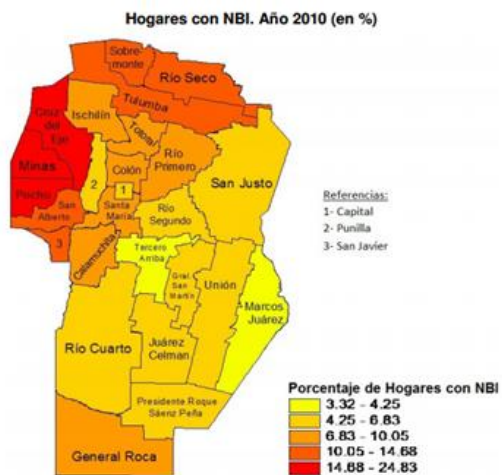 Hogares con NBI. Año 2010 (en %)
Sobre-
monte
Río Seco
Tulumba
Cruz
del
Eje
Ischilín
Totoral
Río
Primero
Minas
Colón
San Justo
2
1
Pocho
San
Alberto
Santa
María
Río
Segundo
3
Calamuchita
Tercero
Arriba
Gral.
San
Martín
Unión
Marcos
Juárez
Río Cuarto
Juárez
Celman
Presidente Roque
Sáenz Peña
General Roca
Referencias:
1- Capital
2- Punilla
3- San Javier
Porcentaje de Hogares con NBI
3.32 - 4.25
4.25 - 6.83
6.83 - 10.05
10.05 - 14.68
14.68 - 24.83